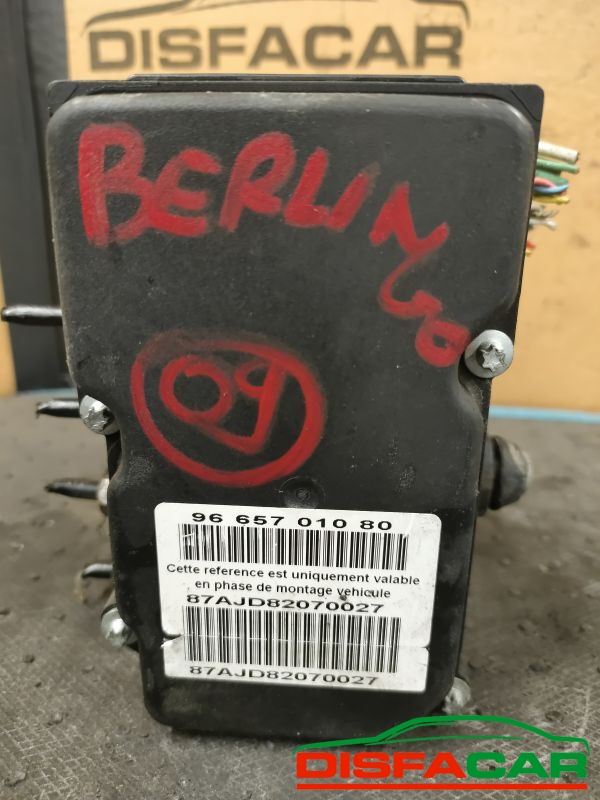 DISFACAR
BERLINGO
09
96 657 010 80
Cette reference est uniquement valable
en phase de montage vehicule
87AJD82070027
87AJD82070027
DISFACAR